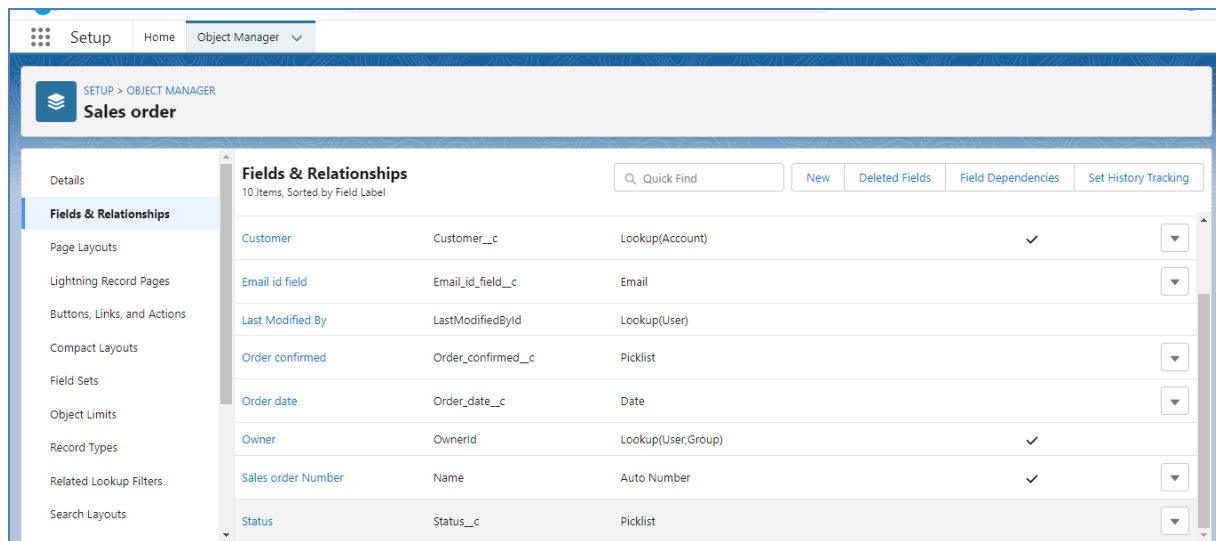 Setup Home Object Manager
SETUP > OBJECT MANAGER
Sales order
Details
Fields & Relationships
Page Layouts
Lightning Record Pages
Buttons, Links, and Actions
Compact Layouts
Field Sets
Object Limits
Record Types
Related Lookup Filters
Search Layouts
Fields & Relationships
10 Items, Sorted by Field Label
Quick Find New Deleted Fields Field Dependencies Set History Tracking
Customer Customer__c Lookup(Account)
Email id field Email_id_field__c Email
Last Modified By LastModifiedById Lookup(User)
Order confirmed Order_confirmed__c Picklist
Order date Order_date__c Date
Owner OwnerId Lookup(User,Group)
Sales order Number Name Auto Number
Status Status__c Picklist